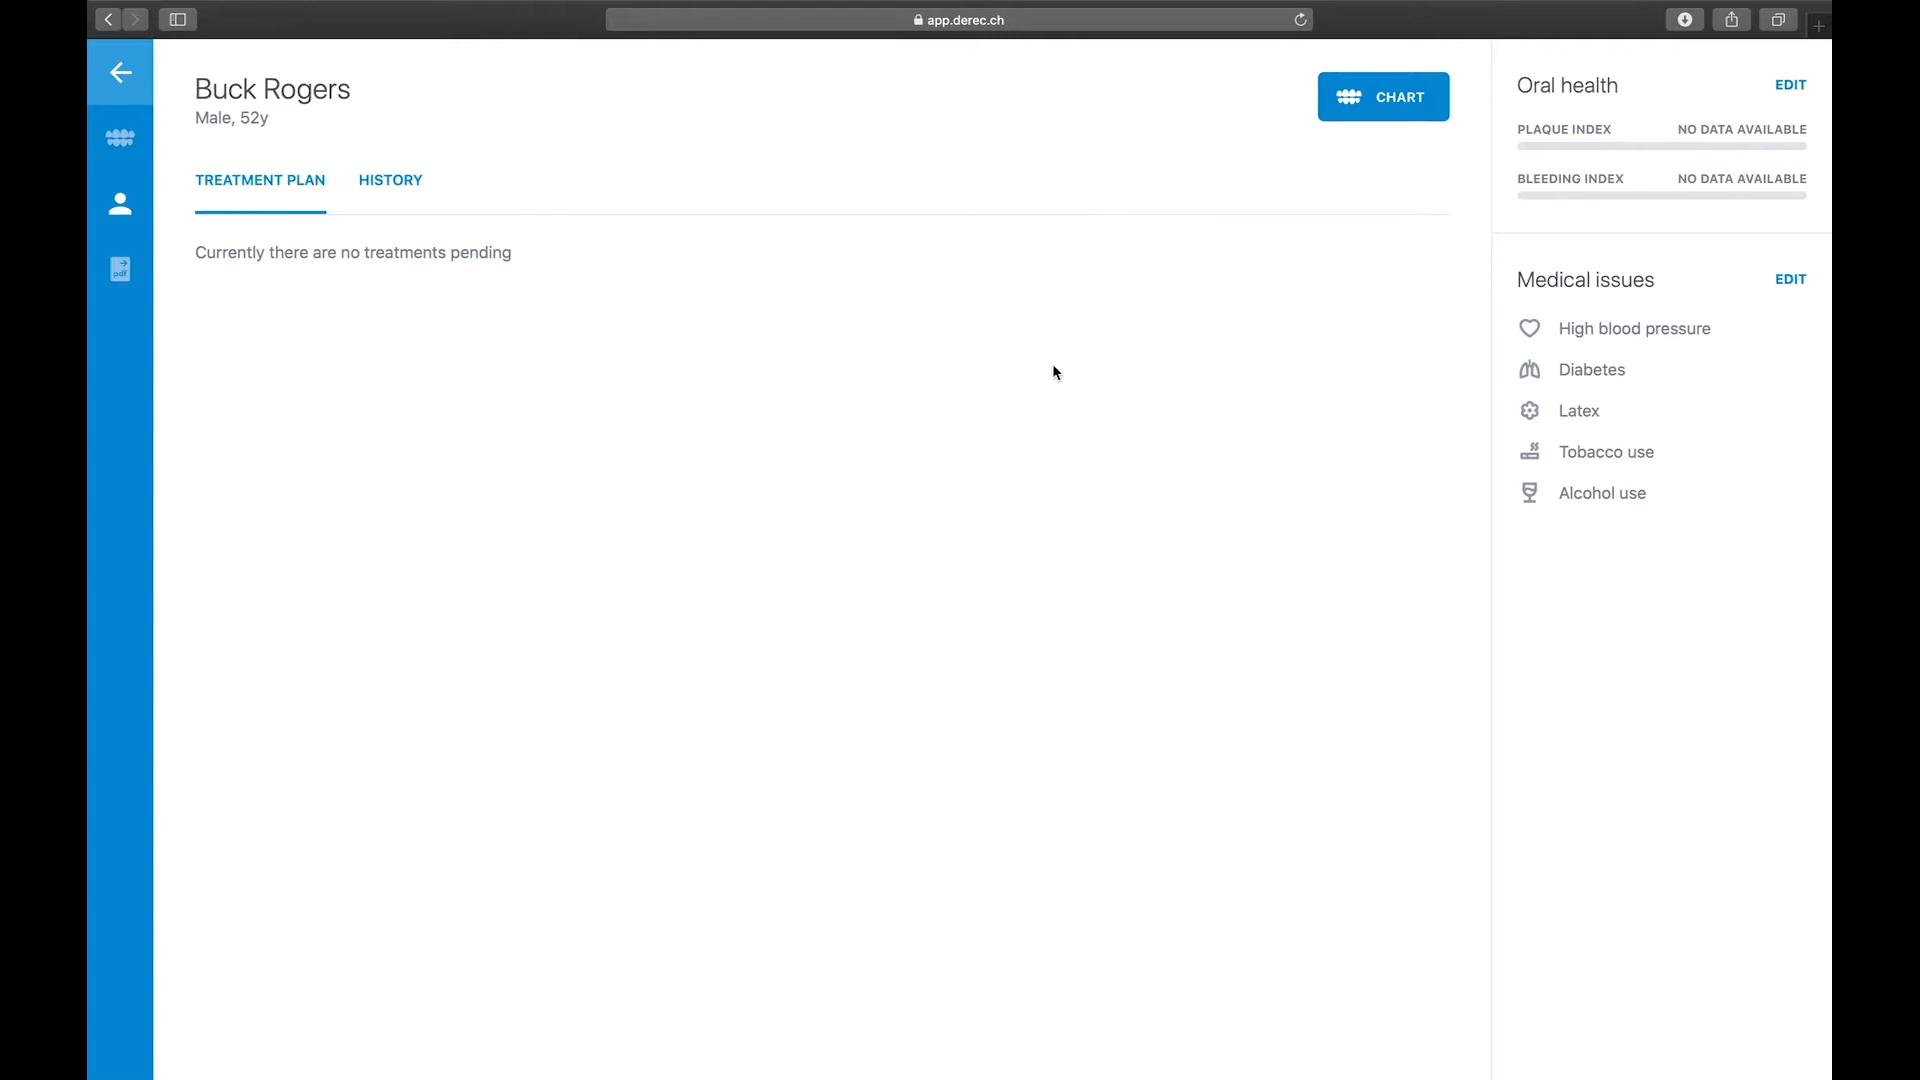 app.derec.ch
Buck Rogers
Male, 52y
CHART
TREATMENT PLAN HISTORY
Currently there are no treatments pending
pdf
Oral health EDIT
PLAQUE INDEX NO DATA AVAILABLE
BLEEDING INDEX NO DATA AVAILABLE
Medical issues EDIT
High blood pressure
Diabetes
Latex
Tobacco use
Alcohol use